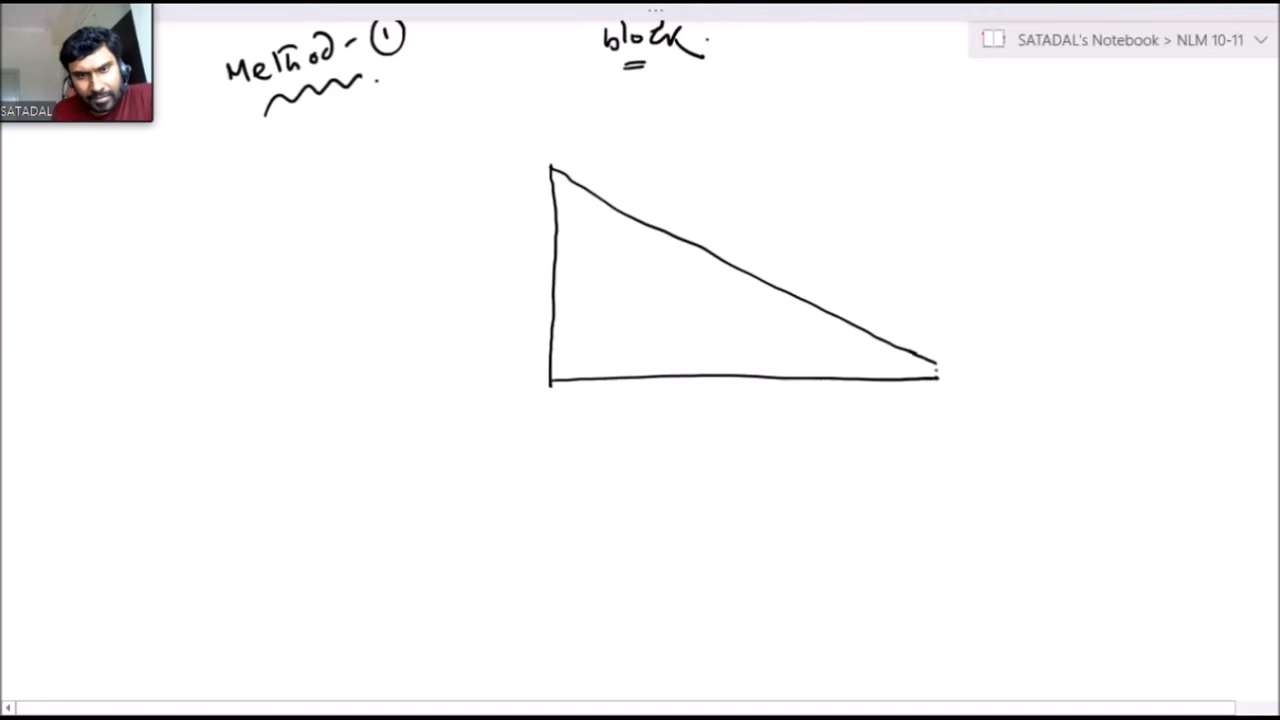 Method - ①
block.
SATADAL's Notebook > NLM 10-11
SATADAL